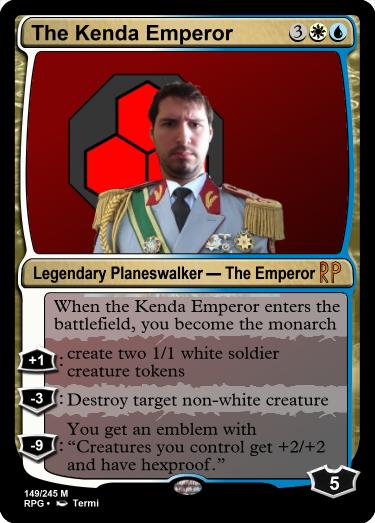 The Kenda Emperor 3
Legendary Planeswalker — The Emperor RP
When the Kenda Emperor enters the
battlefield, you become the monarch
+1 : create two 1/1 white soldier
creature tokens
-3 : Destroy target non-white creature
-9 : You get an emblem with
“Creatures you control get +2/+2
and have hexproof.”
5
149/245 M
RPG • Termi